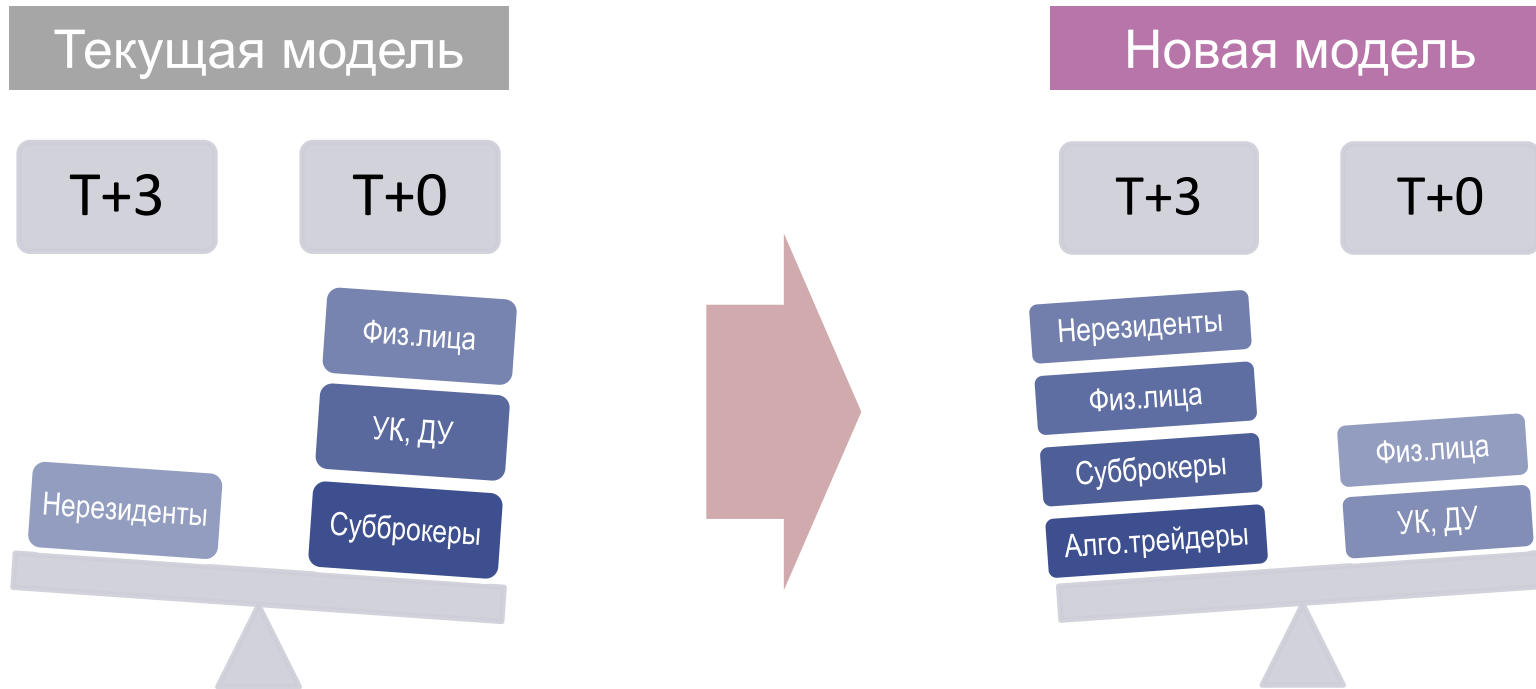 Текущая модель
T+3
T+0
Физ.лица
УК, ДУ
Нерезиденты
Субброкеры
Новая модель
T+3
T+0
Нерезиденты
Физ.лица
Субброкеры
Алго.трейдеры
Физ.лица
УК, ДУ